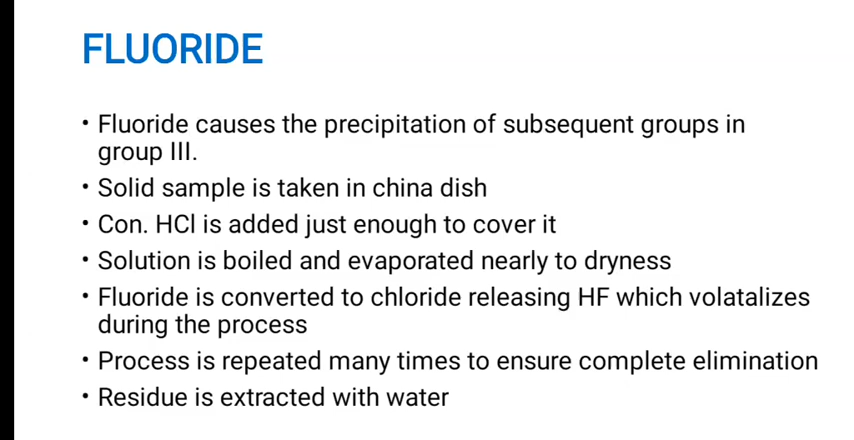 FLUORIDE
• Fluoride causes the precipitation of subsequent groups in
group III.
• Solid sample is taken in china dish
• Con. HCl is added just enough to cover it
• Solution is boiled and evaporated nearly to dryness
• Fluoride is converted to chloride releasing HF which volatalizes
during the process
• Process is repeated many times to ensure complete elimination
• Residue is extracted with water